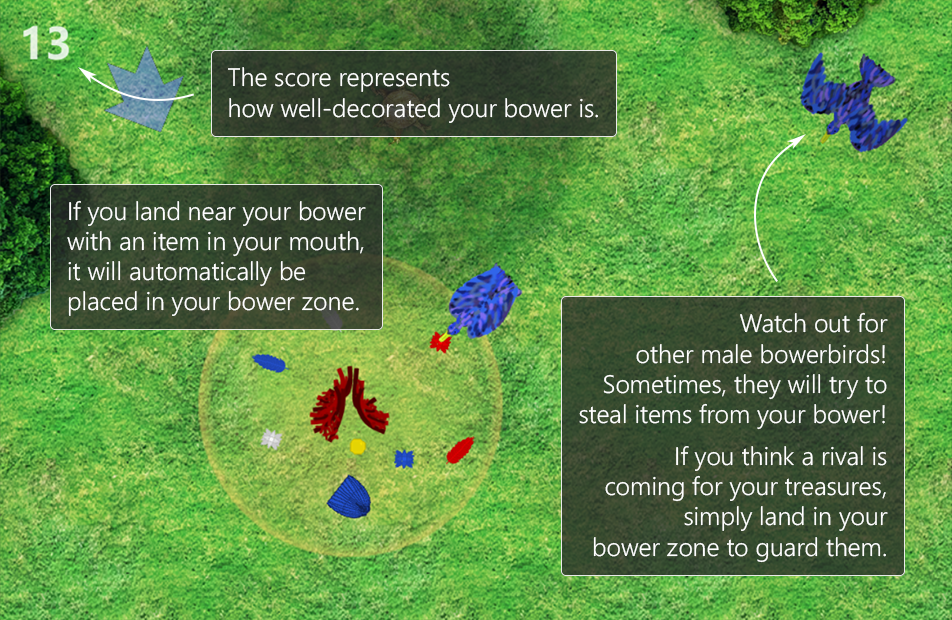 13
The score represents
how well-decorated your bower is.
If you land near your bower
with an item in your mouth,
it will automatically be
placed in your bower zone.
Watch out for
other male bowerbirds!
Sometimes, they will try to
steal items from your bower!
If you think a rival is
coming for your treasures,
simply land in your
bower zone to guard them.